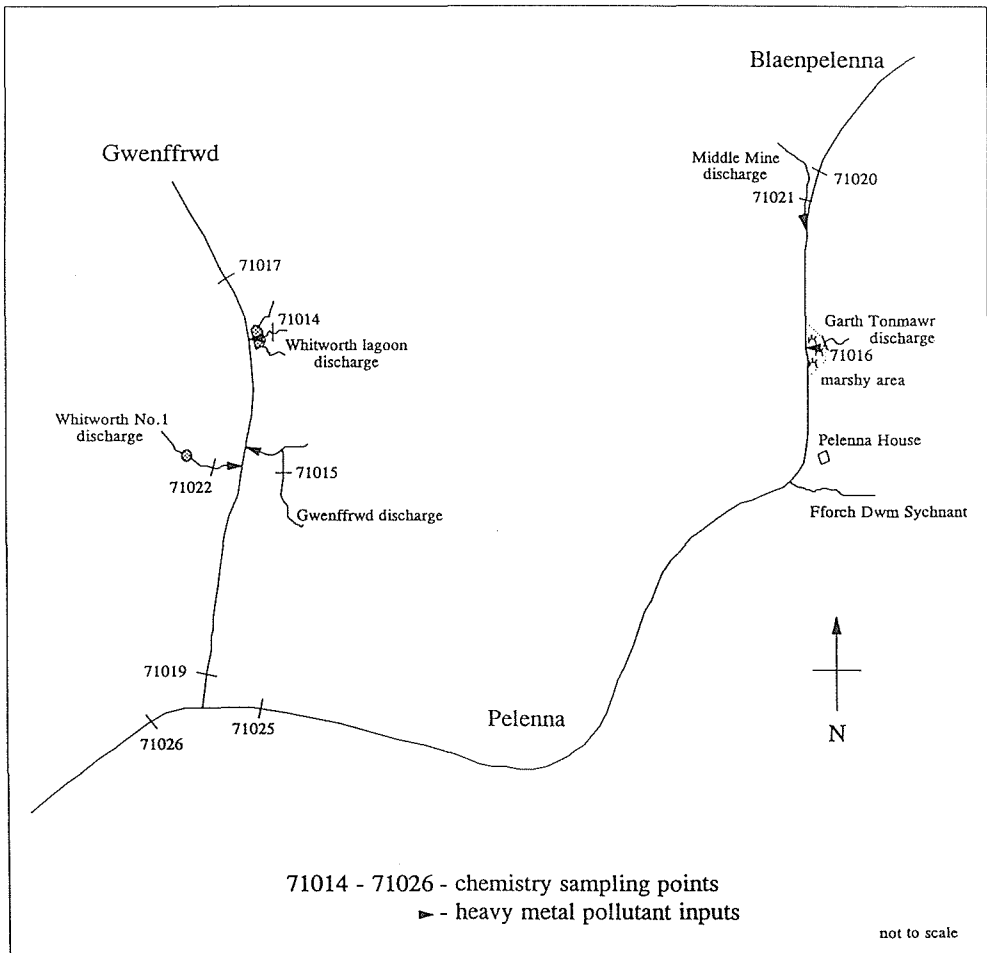 Blaenpelenna
Gwenffrwd
Middle Mine
discharge
71020
71021
71017
71014
Whitworth lagoon
discharge
Garth Tonmawr
discharge
71016
marshy area
Whitworth No.1
discharge
Pelenna House
71022
71015
Gwenffrwd discharge
Fforch Dwm Sychnant
71019
Pelenna
71025
71026
N
71014 - 71026 - chemistry sampling points
- heavy metal pollutant inputs
not to scale